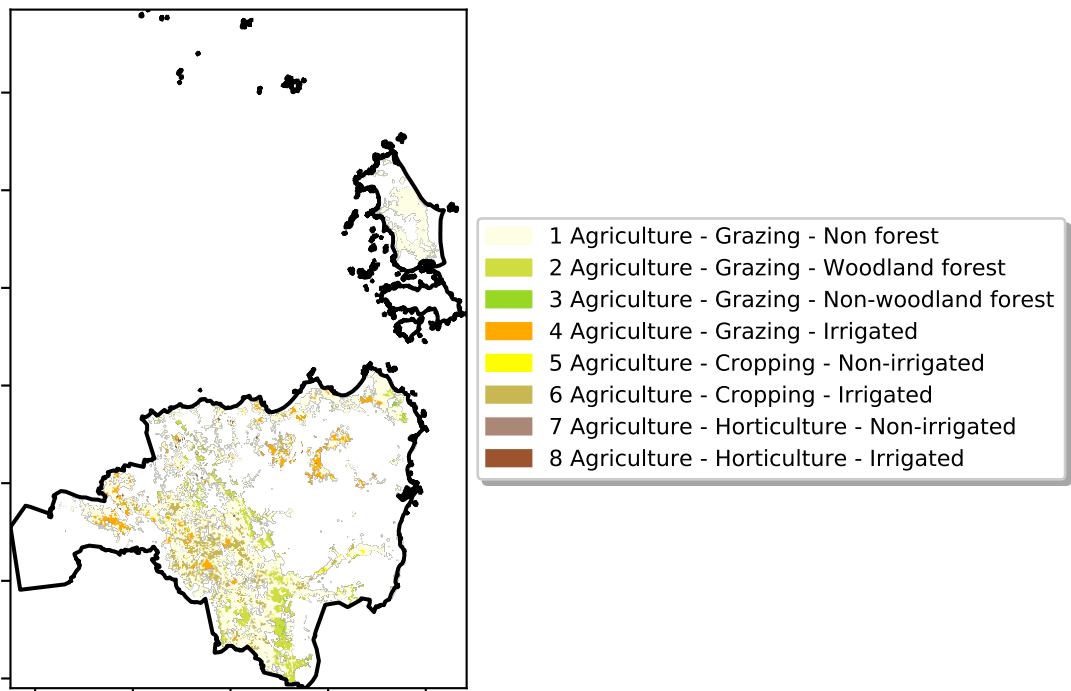 1 Agriculture - Grazing - Non forest
2 Agriculture - Grazing - Woodland forest
3 Agriculture - Grazing - Non-woodland forest
4 Agriculture - Grazing - Irrigated
5 Agriculture - Cropping - Non-irrigated
6 Agriculture - Cropping - Irrigated
7 Agriculture - Horticulture - Non-irrigated
8 Agriculture - Horticulture - Irrigated